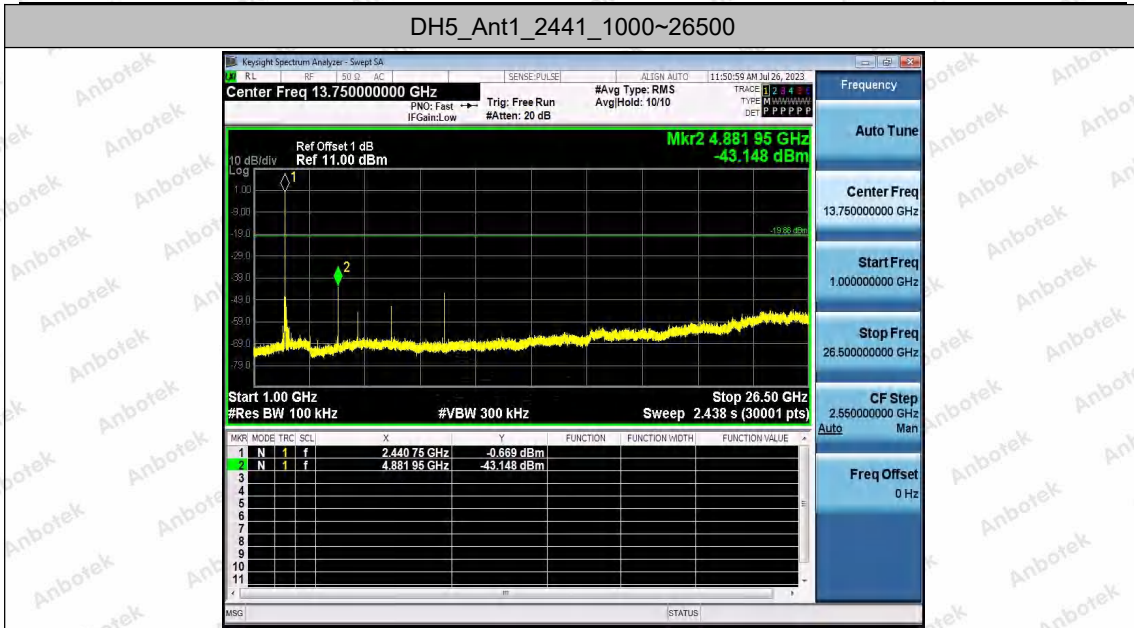 DH5_Ant1_2441_1000~26500
Keysight Spectrum Analyzer - Swept SA
RL RF 50 Ω AC SENSE:PULSE ALIGN AUTO 11:50:59 AM Jul 26, 2023
Center Freq 13.750000000 GHz
PNO: Fast
IFGain:Low
Trig: Free Run
#Atten: 20 dB
#Avg Type: RMS
Avg|Hold: 10/10
TRACE 1 2 3 4 5 6
TYPE M W W W W W
DET P P P P P P
Mkr2 4.881 95 GHz
-43.148 dBm
Ref Offset 1 dB
10 dB/div Ref 11.00 dBm
Log
1.00
-9.00
-19.0
-29.0
-39.0
-49.0
-59.0
-69.0
-79.0
1
2
-19.66 dBm
Start 1.00 GHz Stop 26.50 GHz
#Res BW 100 kHz #VBW 300 kHz Sweep 2.438 s (30001 pts)
MKR MODE TRC SCL X Y FUNCTION FUNCTION WIDTH FUNCTION VALUE
1 N 1 f 2.440 75 GHz -0.669 dBm
2 N 1 f 4.881 95 GHz -43.148 dBm
3
4
5
6
7
8
9
10
11
MSG STATUS
Frequency
Auto Tune
Center Freq
13.750000000 GHz
Start Freq
1.000000000 GHz
Stop Freq
26.500000000 GHz
CF Step
2.550000000 GHz
Auto Man
Freq Offset
0 Hz
Anbotek